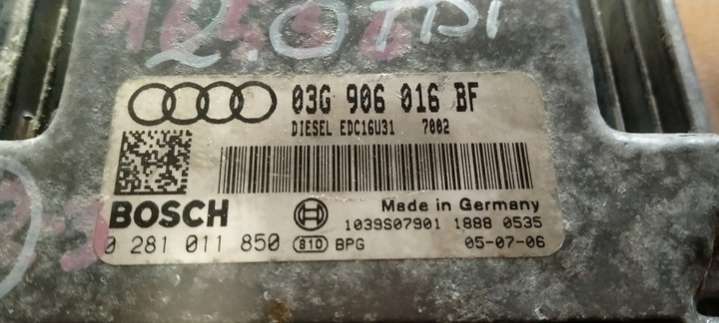 2.0 TDI
03G 906 016 BF
DIESEL EDC16U31 7002
BOSCH
Made in Germany
1039S07901 1888 0535
0 281 011 850 810 BPG 05-07-06